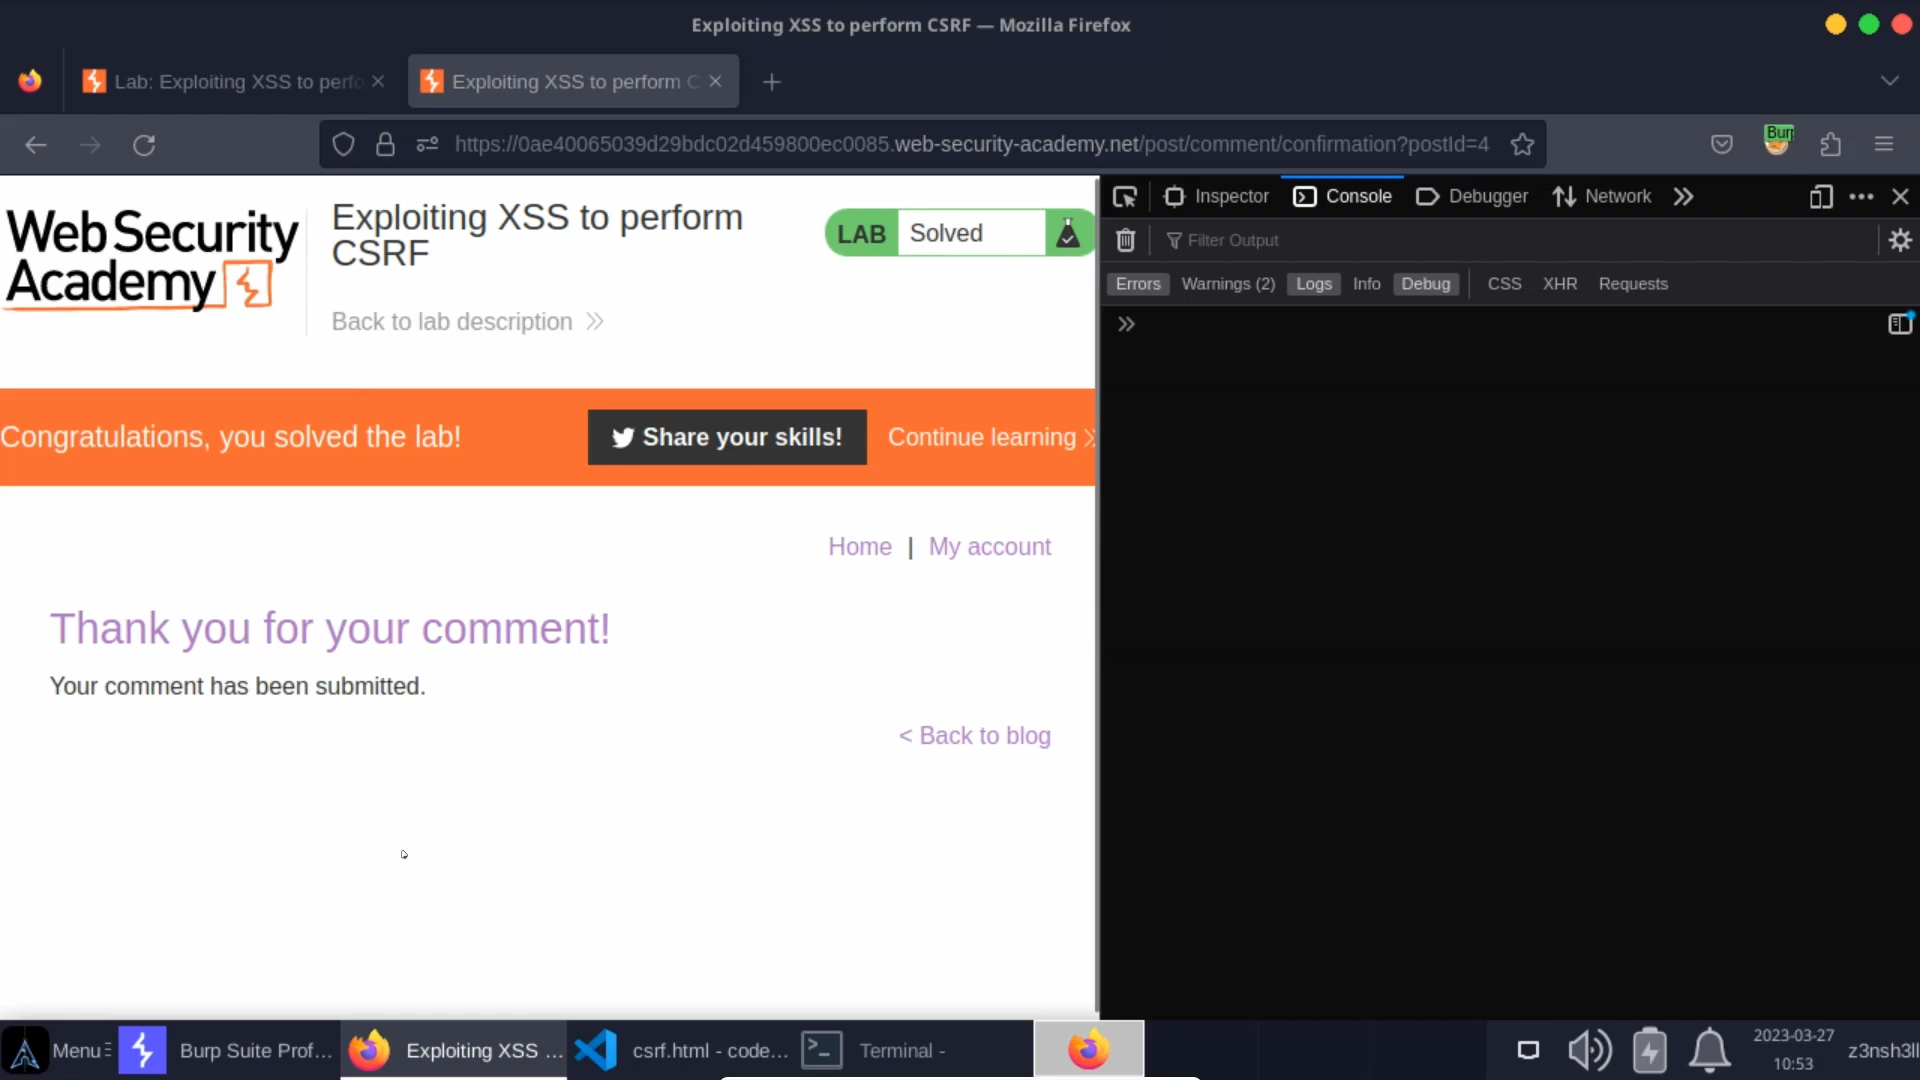 Exploiting XSS to perform CSRF — Mozilla Firefox
Lab: Exploiting XSS to perfo
Exploiting XSS to perform C
https://0ae40065039d29bdc02d459800ec0085.web-security-academy.net/post/comment/confirmation?postId=4
Burp
Web Security
Academy
Exploiting XSS to perform
CSRF
LAB Solved
Back to lab description
Congratulations, you solved the lab!
Share your skills!
Continue learning
Home | My account
Thank you for your comment!
Your comment has been submitted.
< Back to blog
Inspector Console Debugger Network
Filter Output
Errors Warnings (2) Logs Info Debug CSS XHR Requests
Menu
Burp Suite Prof...
Exploiting XSS ...
csrf.html - code...
Terminal -
2023-03-27
10:53
z3nsh3ll